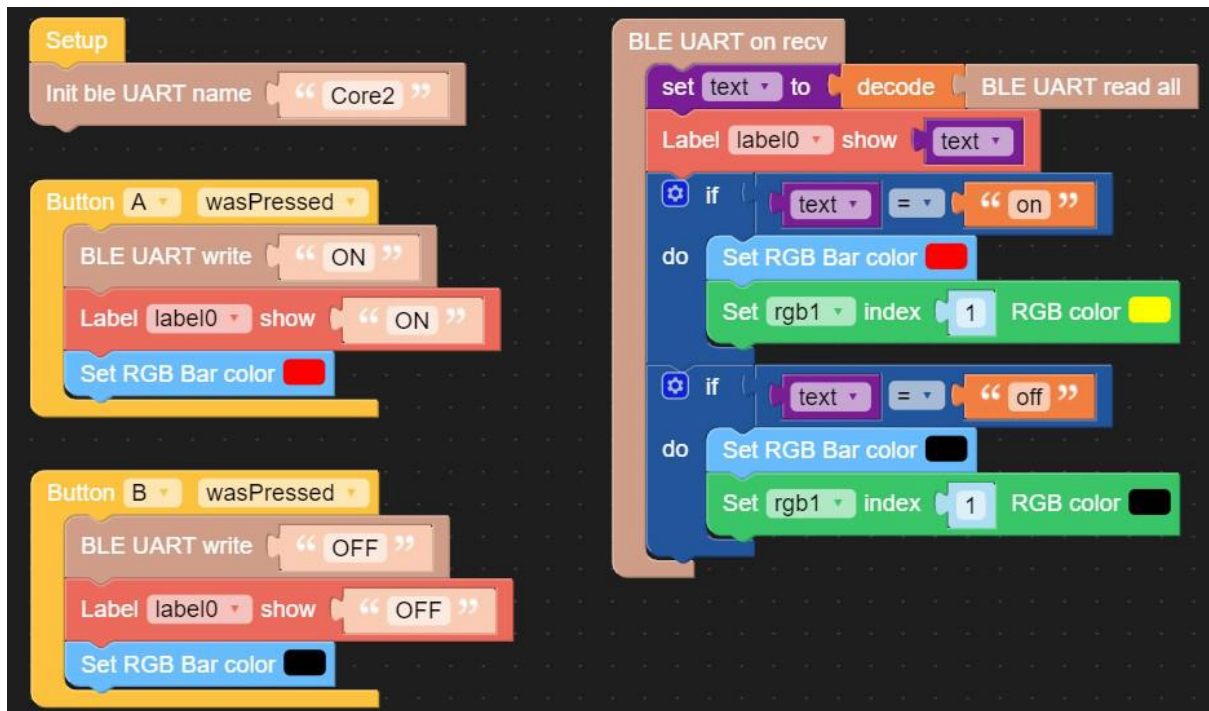 Setup
Init ble UART name “ Core2 ”
Button A wasPressed
BLE UART write “ ON ”
Label label0 show “ ON ”
Set RGB Bar color
Button B wasPressed
BLE UART write “ OFF ”
Label label0 show “ OFF ”
Set RGB Bar color
BLE UART on recv
set text to decode BLE UART read all
Label label0 show text
if text = “ on ”
do Set RGB Bar color
Set rgb1 index 1 RGB color
if text = “ off ”
do Set RGB Bar color
Set rgb1 index 1 RGB color